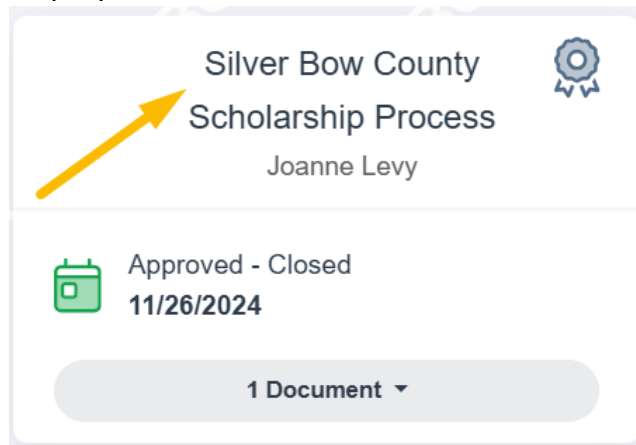 Silver Bow County
Scholarship Process
Joanne Levy
Approved - Closed
11/26/2024
1 Document